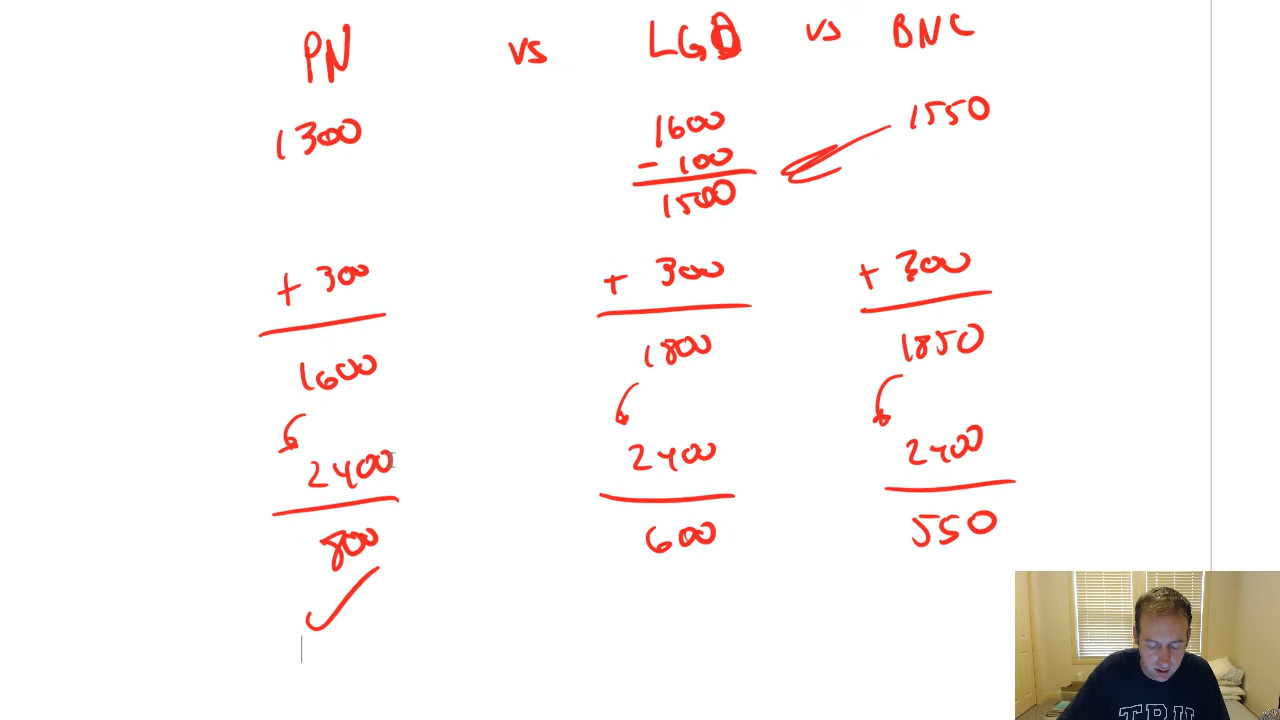 PN vs LGD vs BNC
1300 1600 1550
- 100
1500
+ 300 + 300 + 300
1600 1800 1850
2400 2400 2400
800 600 550